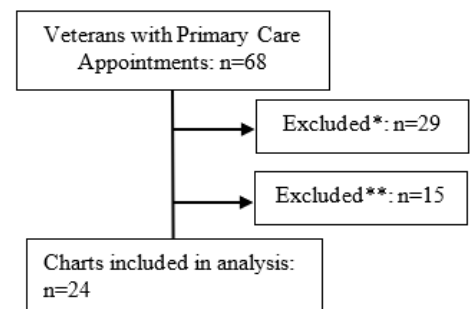 Veterans with Primary Care
Appointments: n=68
Excluded*: n=29
Excluded**: n=15
Charts included in analysis:
n=24